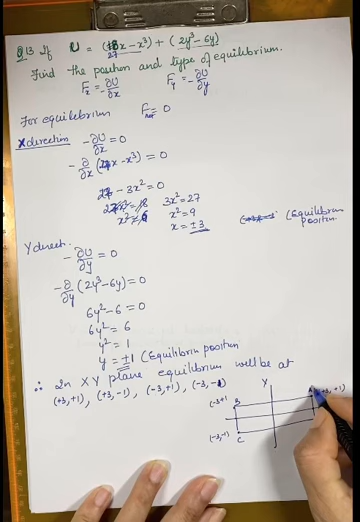 Q13 If U = (27x - x³) + (2y³ - 6y)
Find the position and type of equilibrium.
Fₓ = -∂U/∂x   Fᵧ = -∂U/∂y
For equilibrium Fnet = 0
X direction -∂U/∂x = 0
-∂/∂x (27x - x³) = 0
27 - 3x² = 0
3x² = 27
x² = 9
x = ±3 (Equilibrium position
Y direct. -∂U/∂y = 0
-∂/∂y (2y³ - 6y) = 0
6y² - 6 = 0
6y² = 6
y² = 1
y = ±1 (Equilibrium position
∴ In XY plane equilibrium will be at
(+3, +1), (+3, -1), (-3, +1), (-3, -1)
Y
(-3+1 B
A (+3, +1)
(-3,-1) C